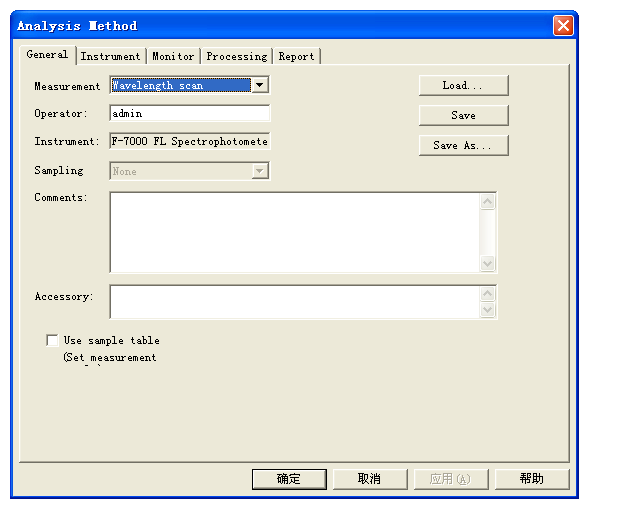 Analysis Method
General Instrument Monitor Processing Report
Measurement Wavelength scan Load...
Operator: admin Save
Instrument: F-7000 FL Spectrophotomete
Save As...
Sampling None
Comments:
Accessory:
Use sample table
(Set measurement
确定 取消 应用(A) 帮助